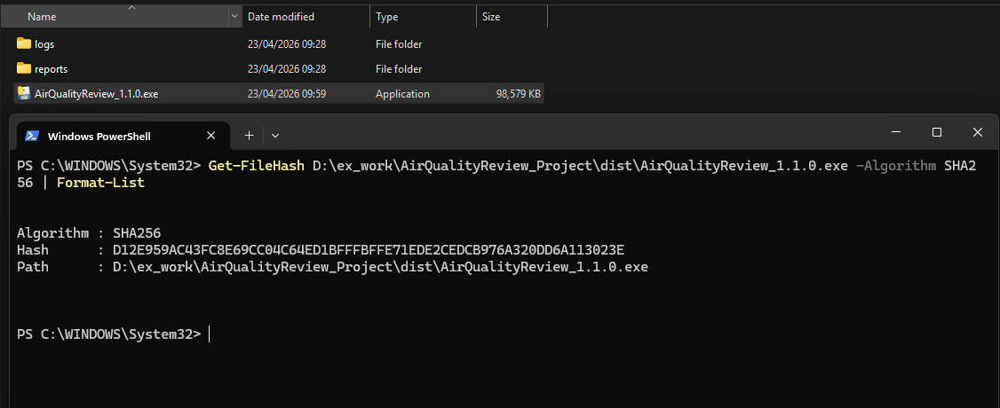 Name Date modified Type Size
logs 23/04/2026 09:28 File folder
reports 23/04/2026 09:28 File folder
AirQualityReview_1.1.0.exe 23/04/2026 09:59 Application 98,579 KB
Windows PowerShell
PS C:\WINDOWS\System32> Get-FileHash D:\ex_work\AirQualityReview_Project\dist\AirQualityReview_1.1.0.exe -Algorithm SHA2
56 | Format-List
Algorithm : SHA256
Hash : D12E959AC43FC8E69CC04C64ED1BFFFBFFE71EDE2CEDCB976A320DD6A113023E
Path : D:\ex_work\AirQualityReview_Project\dist\AirQualityReview_1.1.0.exe
PS C:\WINDOWS\System32>